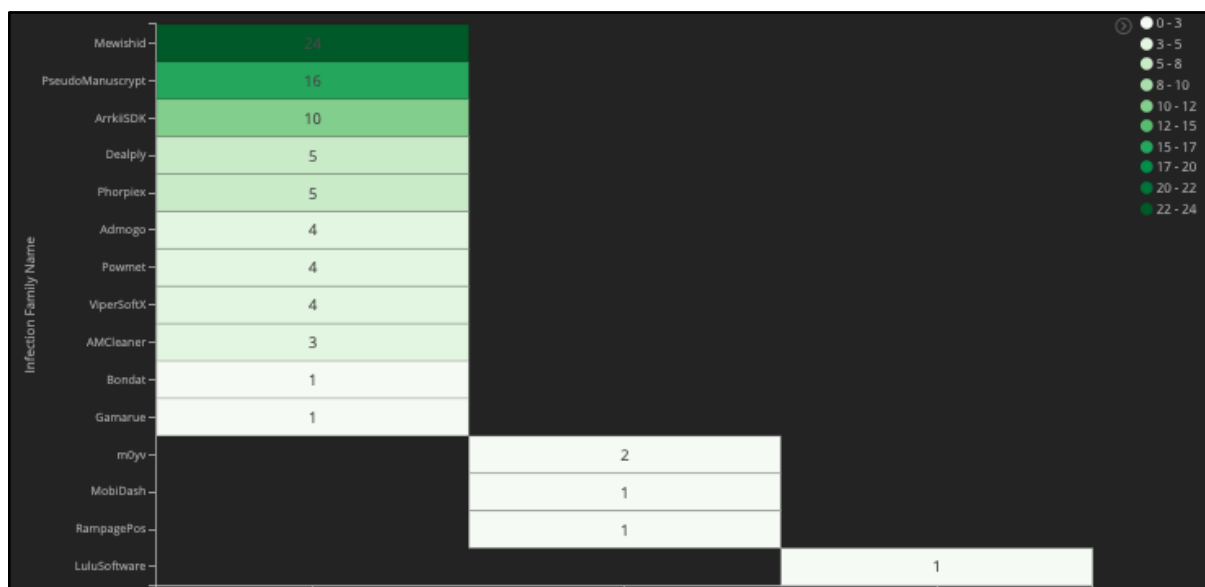 Infection Family Name
Mewishid 24
PseudoManuscrypt 16
ArrkiiSDK 10
Dealply 5
Phorpiex 5
Admogo 4
Powmet 4
ViperSoftX 4
AMCleaner 3
Bondat 1
Gamarue 1
m0yv 2
MobiDash 1
RampagePos 1
LuluSoftware 1
0 - 3
3 - 5
5 - 8
8 - 10
10 - 12
12 - 15
15 - 17
17 - 20
20 - 22
22 - 24